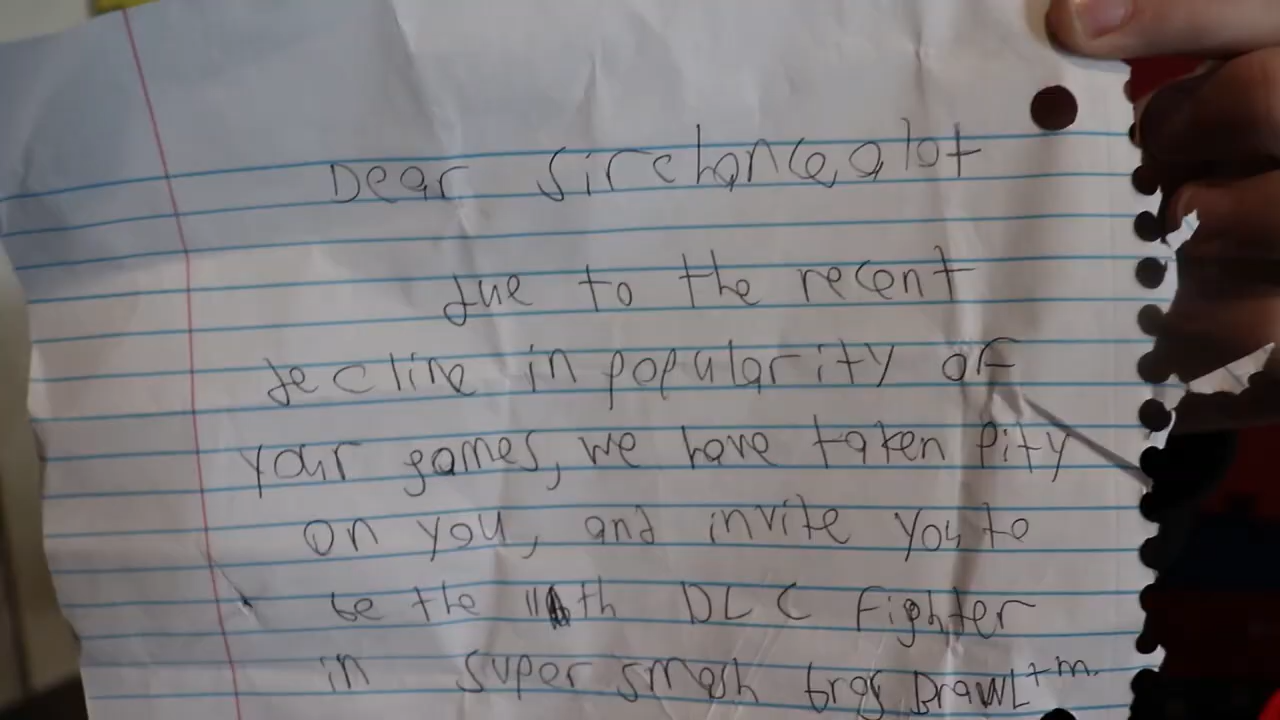 Dear Sirchancealot
due to the recent
decline in popularity of
your games, we have taken pity
on you, and invite you to
be the 11th DLC Fighter
in super smash bros Brawl tm.